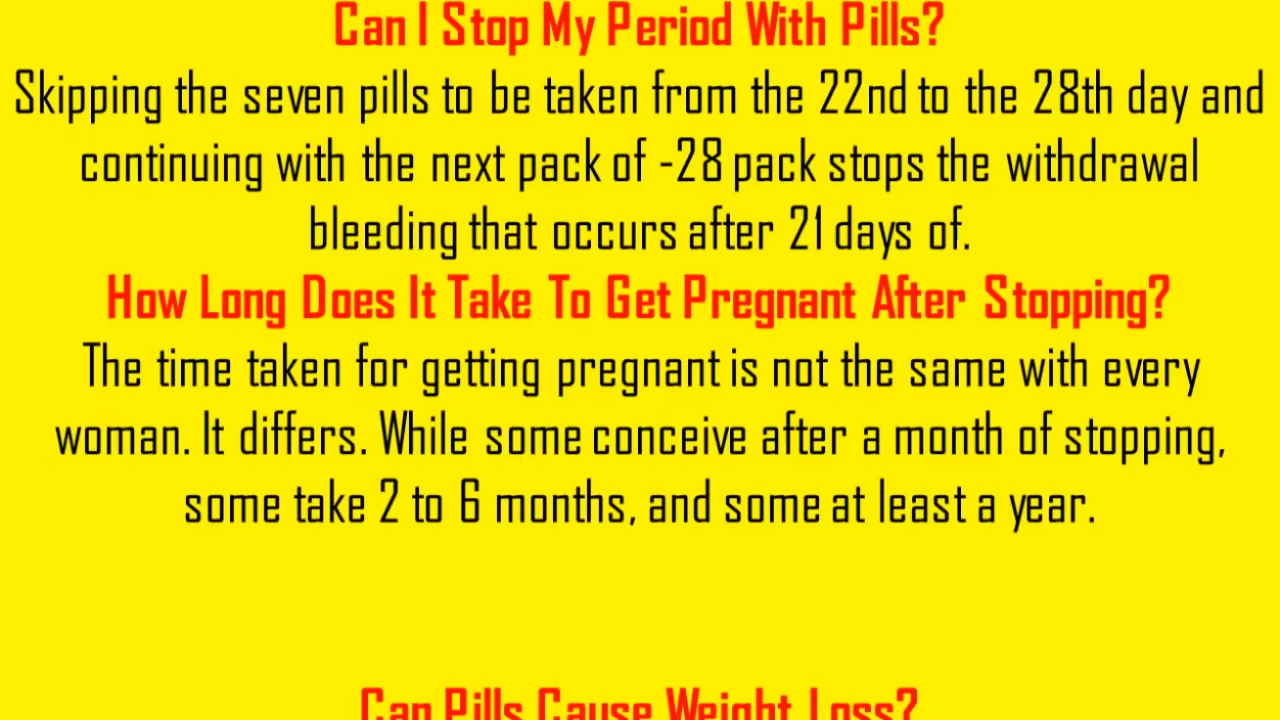 Can I Stop My Period With Pills?
Skipping the seven pills to be taken from the 22nd to the 28th day and
continuing with the next pack of -28 pack stops the withdrawal
bleeding that occurs after 21 days of.
How Long Does It Take To Get Pregnant After Stopping?
The time taken for getting pregnant is not the same with every
woman. It differs. While some conceive after a month of stopping,
some take 2 to 6 months, and some at least a year.
Can Pills Cause Weight Loss?